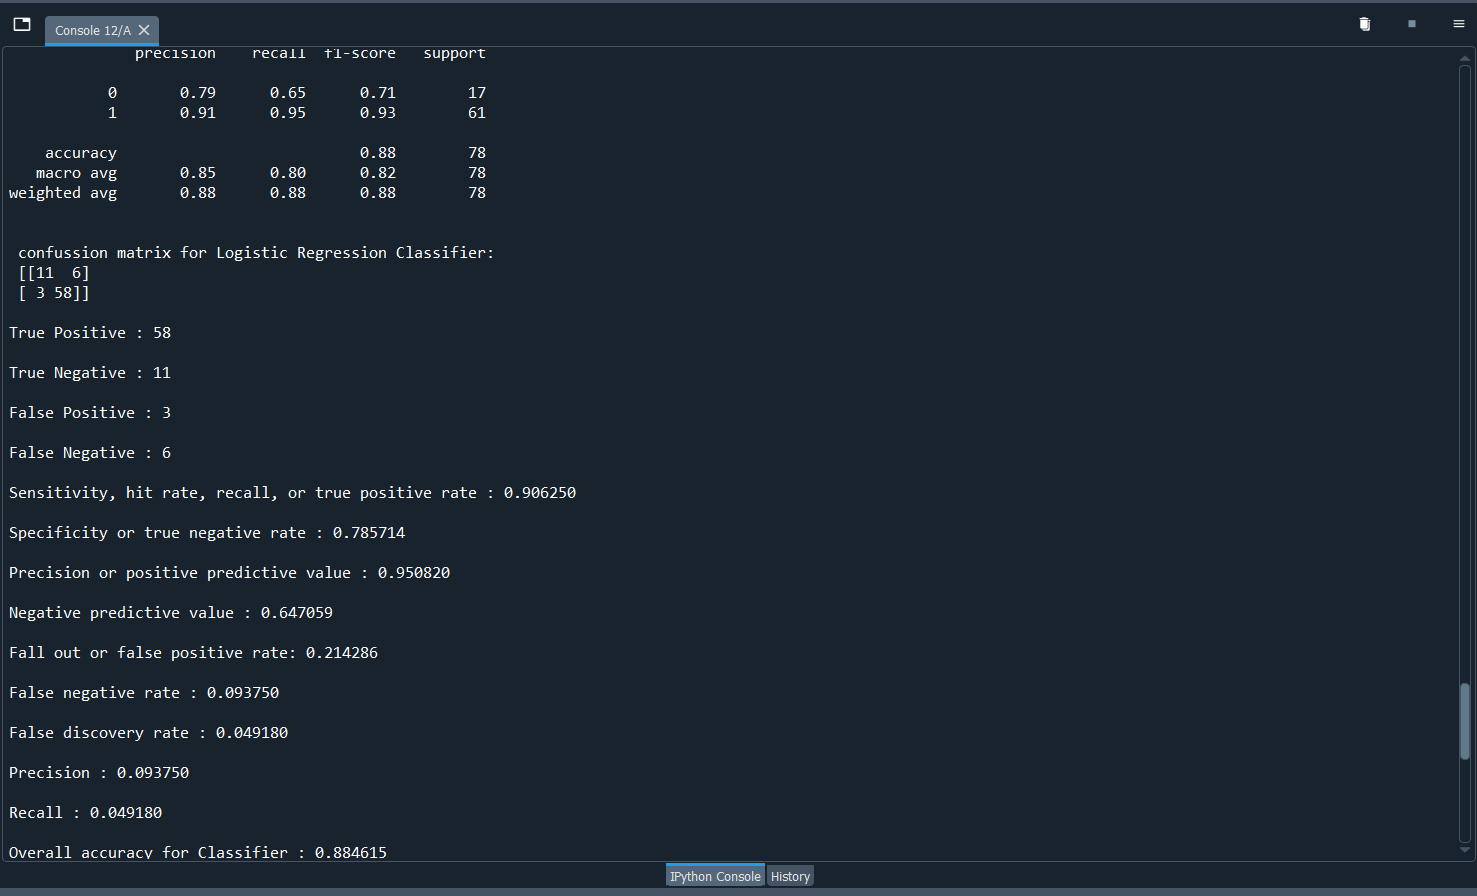 Console 12/A
precision recall f1-score support
0 0.79 0.65 0.71 17
1 0.91 0.95 0.93 61
accuracy 0.88 78
macro avg 0.85 0.80 0.82 78
weighted avg 0.88 0.88 0.88 78
confussion matrix for Logistic Regression Classifier:
[[11  6]
[ 3 58]]
True Positive : 58
True Negative : 11
False Positive : 3
False Negative : 6
Sensitivity, hit rate, recall, or true positive rate : 0.906250
Specificity or true negative rate : 0.785714
Precision or positive predictive value : 0.950820
Negative predictive value : 0.647059
Fall out or false positive rate: 0.214286
False negative rate : 0.093750
False discovery rate : 0.049180
Precision : 0.093750
Recall : 0.049180
Overall accuracy for Classifier : 0.884615
IPython Console History